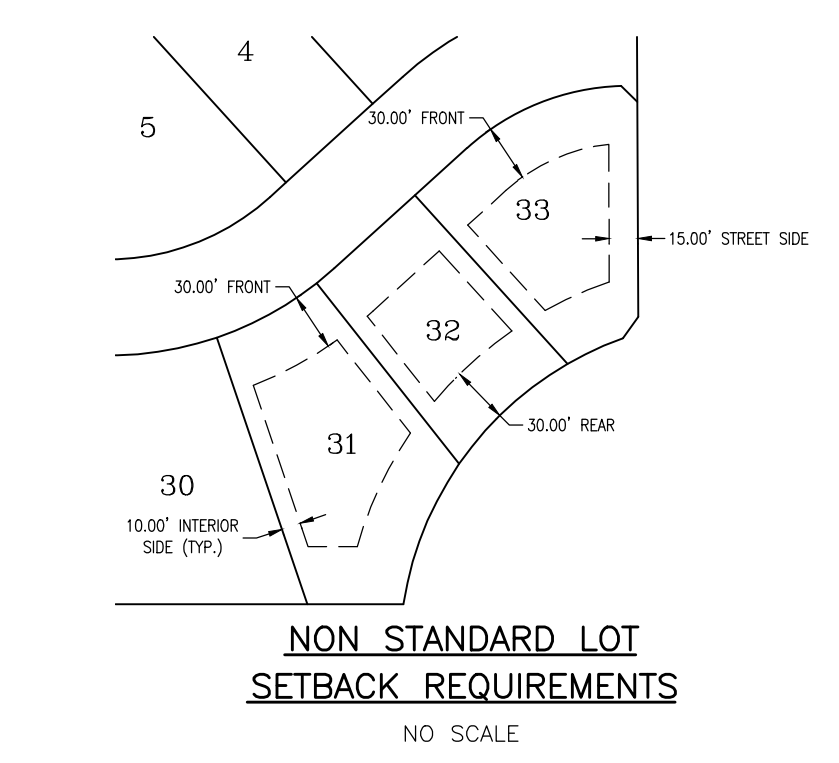 4
5
30.00' FRONT
33
15.00' STREET SIDE
30.00' FRONT
32
30.00' REAR
31
30
10.00' INTERIOR
SIDE (TYP.)
NON STANDARD LOT
SETBACK REQUIREMENTS
NO SCALE